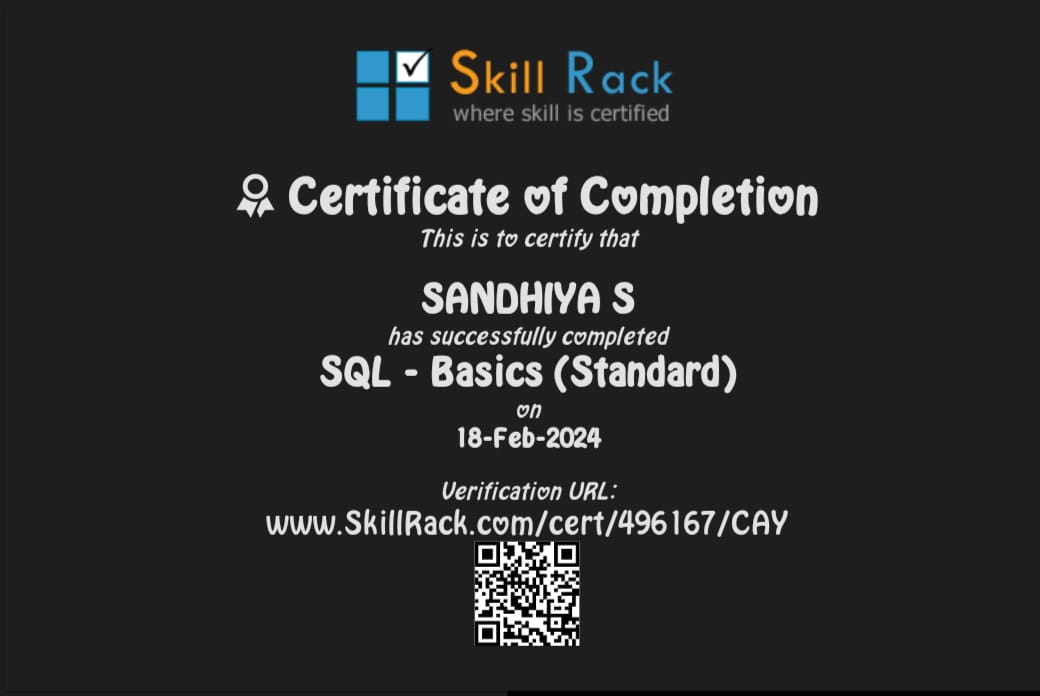 Skill Rack
where skill is certified
Certificate of Completion
This is to certify that
SANDHIYA S
has successfully completed
SQL - Basics (Standard)
on
18-Feb-2024
Verification URL:
www.SkillRack.com/cert/496167/CAY